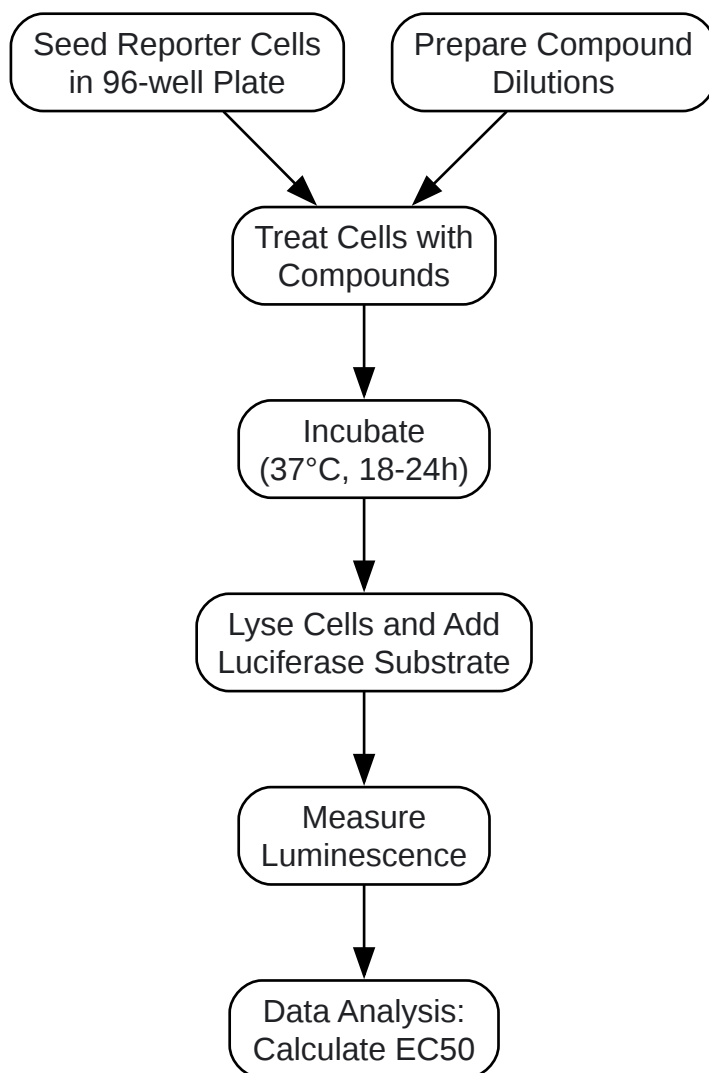 Seed Reporter Cells
in 96-well Plate
Prepare Compound
Dilutions
Treat Cells with
Compounds
Incubate
(37°C, 18-24h)
Lyse Cells and Add
Luciferase Substrate
Measure
Luminescence
Data Analysis:
Calculate EC50